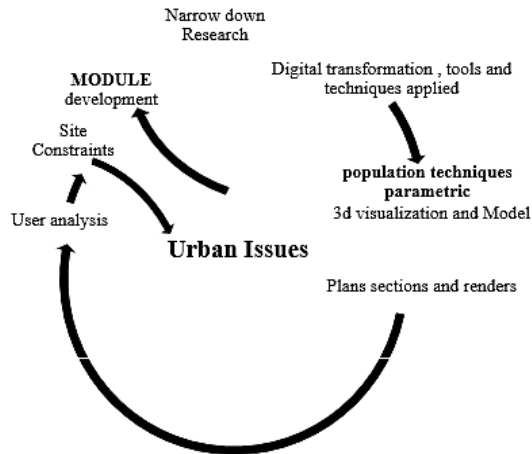 Narrow down
Research
MODULE
development
Digital transformation , tools and
techniques applied
Site
Constraints
population techniques
parametric
3d visualization and Model
User analysis
Urban Issues
Plans sections and renders